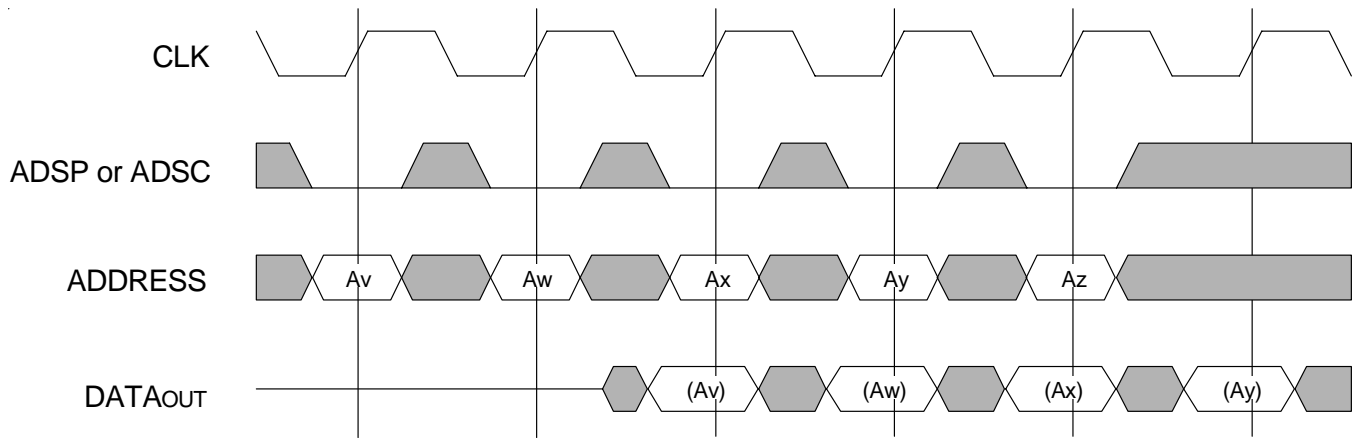 CLK
ADSP or ADSC
ADDRESS Av Aw Ax Ay Az
DATAOUT (Av) (Aw) (Ax) (Ay)